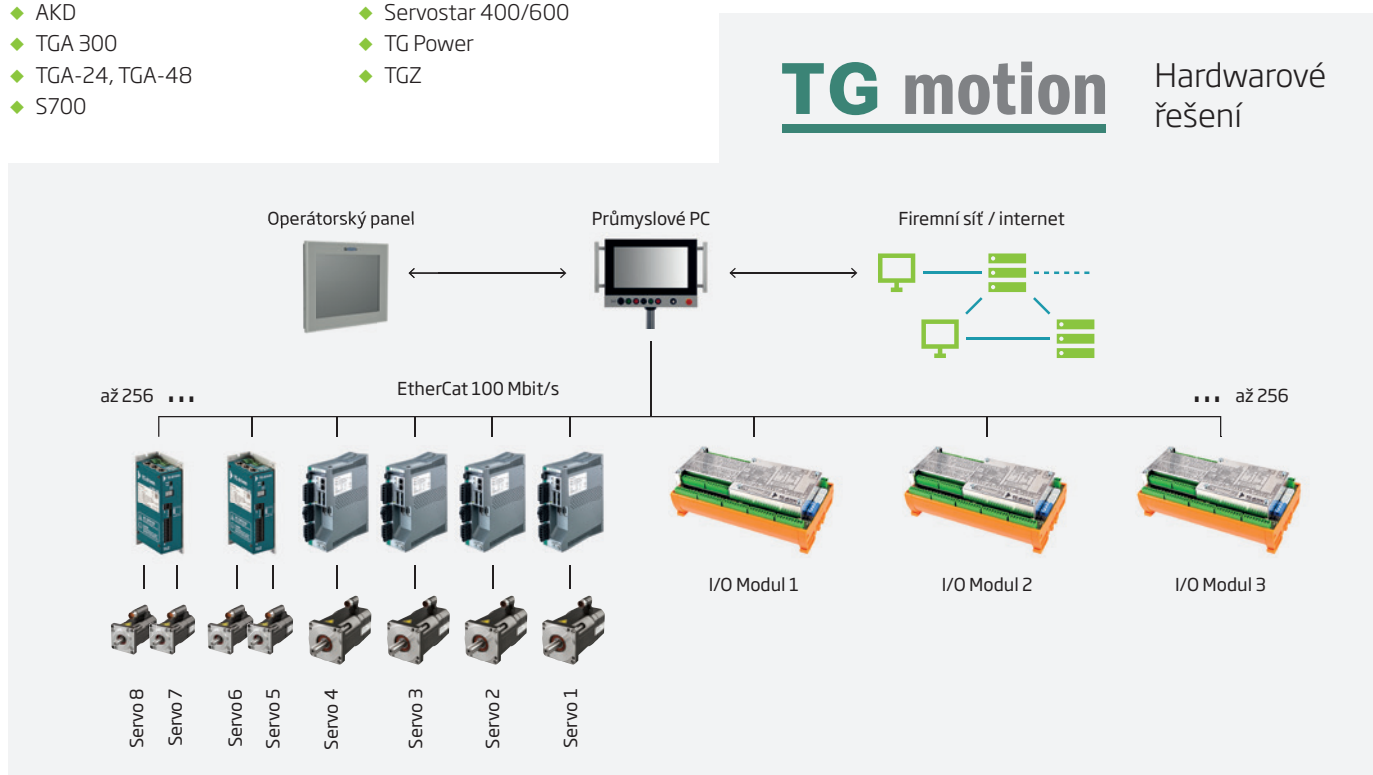 AKD
TGA 300
TGA-24, TGA-48
S700
Servostar 400/600
TG Power
TGZ
TG motion
Hardwarové
řešení
Operátorský panel
Průmyslové PC
Firemní síť / internet
až 256 ...
EtherCat 100 Mbit/s
... až 256
I/O Modul 1
I/O Modul 2
I/O Modul 3
Servo 8
Servo 7
Servo 6
Servo 5
Servo 4
Servo 3
Servo 2
Servo 1